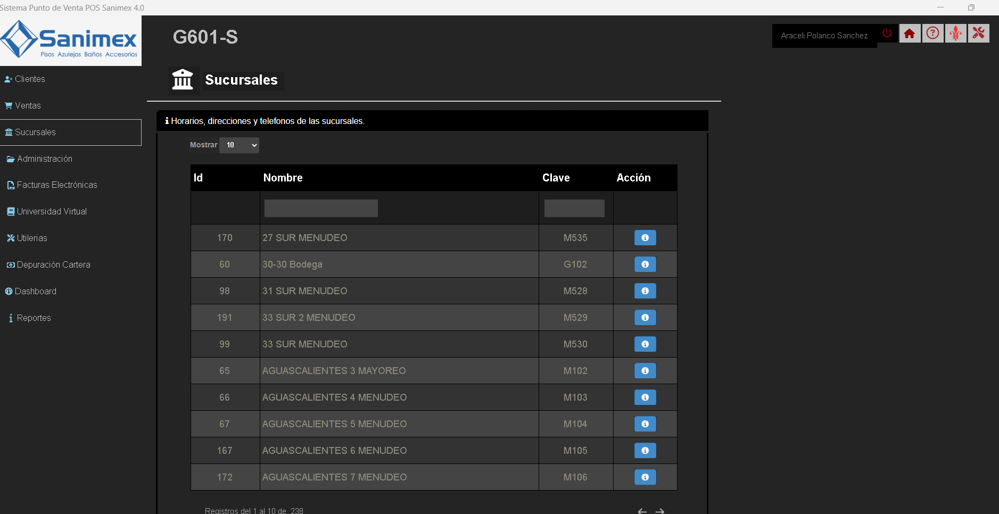 Sistema Punto de Venta POS Sanimex 4.0
Sanimex
Pisos Azulejos Baños Accesorios
G601-S
Araceli Polanco Sanchez
Clientes
Ventas
Sucursales
Administración
Facturas Electrónicas
Universidad Virtual
Utilerias
Depuración Cartera
Dashboard
Reportes
Sucursales
Horarios, direcciones y telefonos de las sucursales.
Mostrar 10
Id Nombre Clave Acción
170 27 SUR MENUDEO M535
60 30-30 Bodega G102
98 31 SUR MENUDEO M528
191 33 SUR 2 MENUDEO M529
99 33 SUR MENUDEO M530
65 AGUASCALIENTES 3 MAYOREO M102
66 AGUASCALIENTES 4 MENUDEO M103
67 AGUASCALIENTES 5 MENUDEO M104
167 AGUASCALIENTES 6 MENUDEO M105
172 AGUASCALIENTES 7 MENUDEO M106
Registros del 1 al 10 de 238